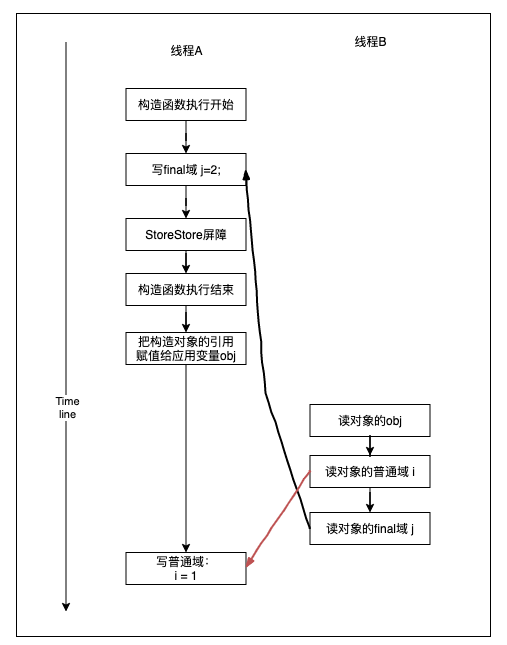 线程A
线程B
构造函数执行开始
写final域 j=2;
StoreStore屏障
构造函数执行结束
把构造对象的引用
赋值给应用变量obj
Time
line
读对象的obj
读对象的普通域 i
读对象的final域 j
写普通域：
i = 1